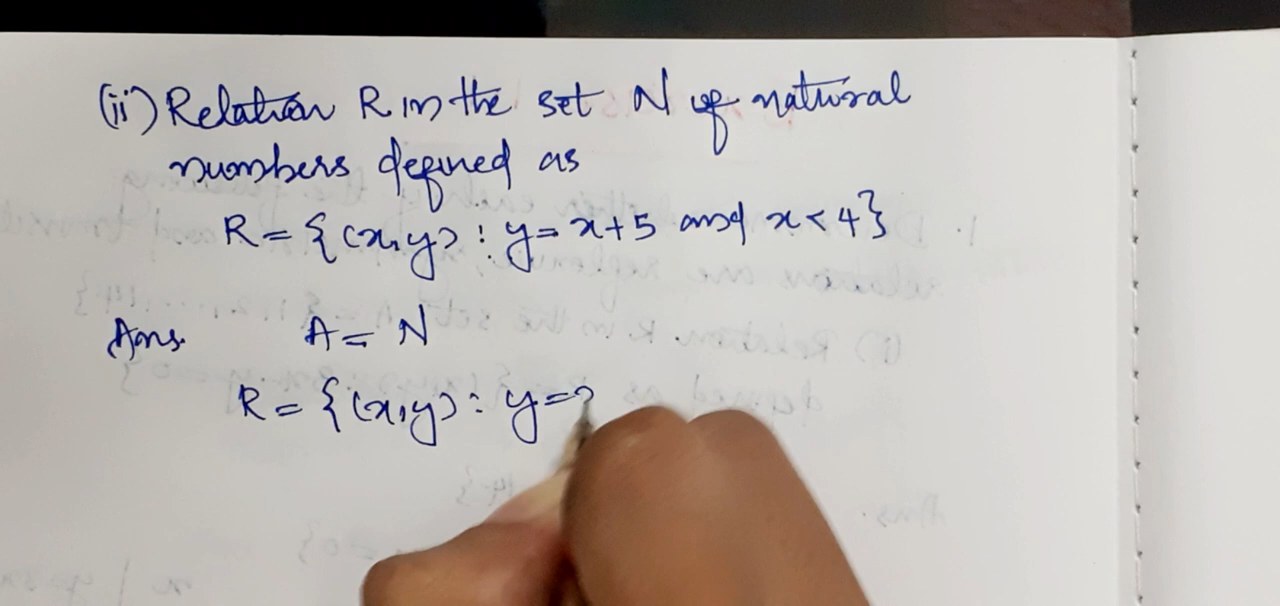 (ii) Relation R in the set N of natural
numbers defined as
R = { (x, y) : y = x + 5 and x < 4 }
Ans. A = N
R = { (x, y) : y =